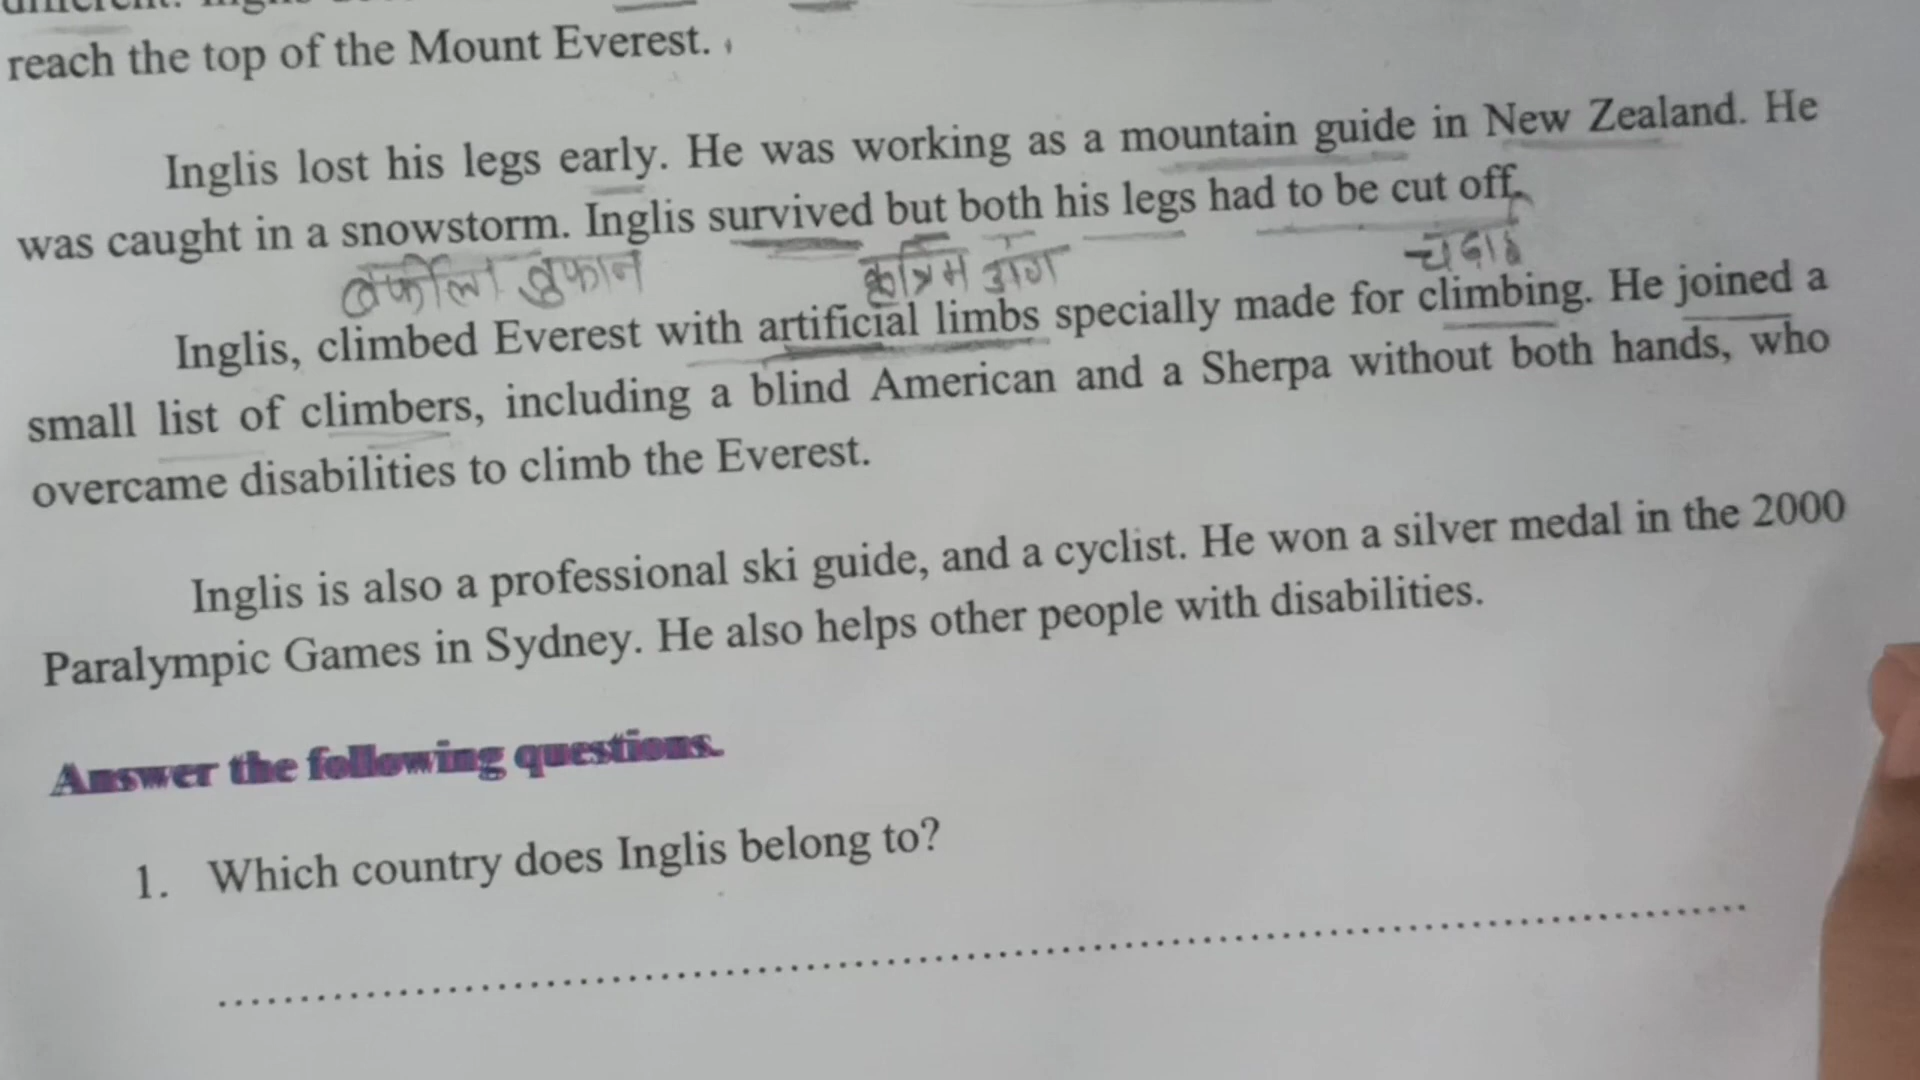 reach the top of the Mount Everest.
Inglis lost his legs early. He was working as a mountain guide in New Zealand. He
was caught in a snowstorm. Inglis survived but both his legs had to be cut off.
तुफान कृत्रिम अंग
Inglis, climbed Everest with artificial limbs specially made for climbing. He joined a
small list of climbers, including a blind American and a Sherpa without both hands, who
overcame disabilities to climb the Everest.
Inglis is also a professional ski guide, and a cyclist. He won a silver medal in the 2000
Paralympic Games in Sydney. He also helps other people with disabilities.
Answer the following questions.
1. Which country does Inglis belong to?